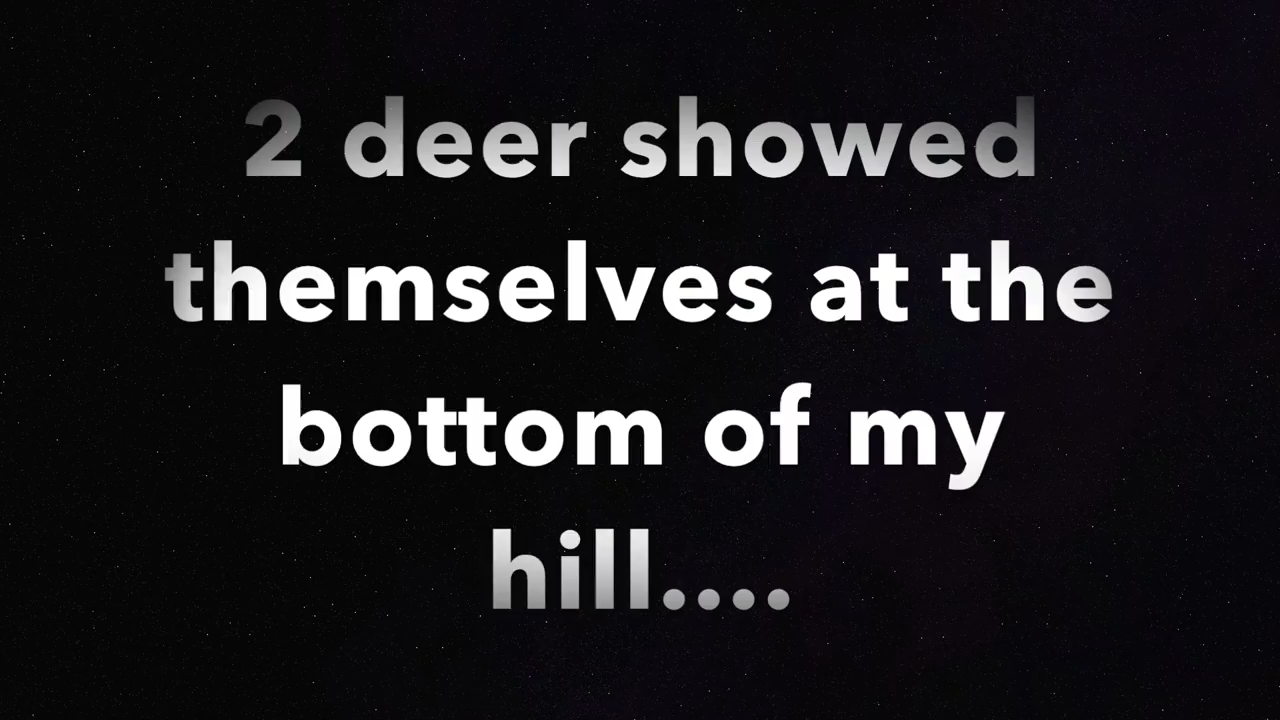 2 deer showed
themselves at the
bottom of my
hill....